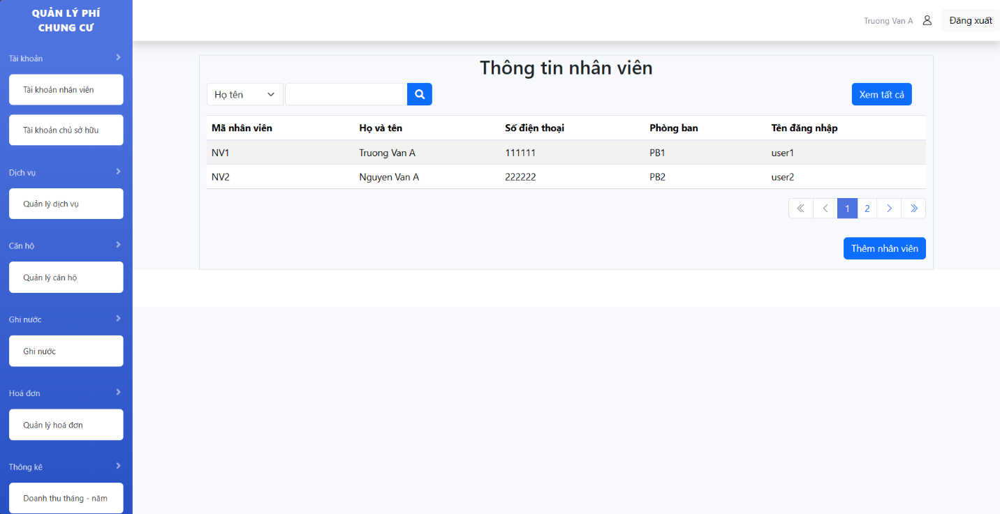 QUẢN LÝ PHÍ
CHUNG CƯ
Truong Van A
Đăng xuất
Tài khoản
Tài khoản nhân viên
Tài khoản chủ sở hữu
Dịch vụ
Quản lý dịch vụ
Căn hộ
Quản lý căn hộ
Ghi nước
Ghi nước
Hoá đơn
Quản lý hoá đơn
Thông kê
Doanh thu tháng - năm
Thông tin nhân viên
Họ tên
Xem tất cả
Mã nhân viên Họ và tên Số điện thoại Phòng ban Tên đăng nhập
NV1 Truong Van A 111111 PB1 user1
NV2 Nguyen Van A 222222 PB2 user2
1 2
Thêm nhân viên